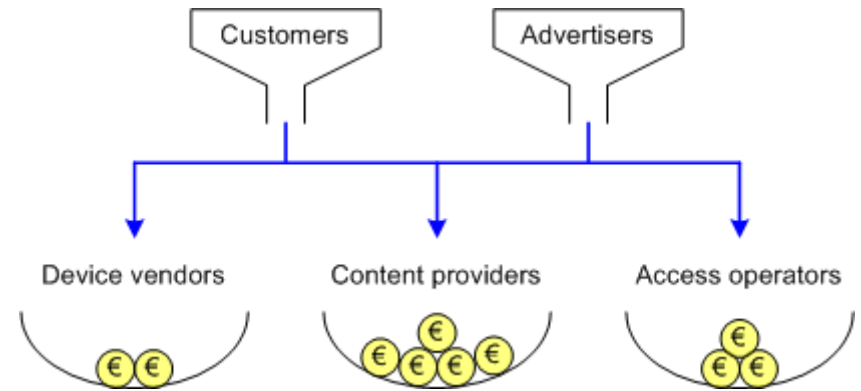 Customers
Advertisers
Device vendors
Content providers
Access operators
€ €
€ € € € €
€ € €